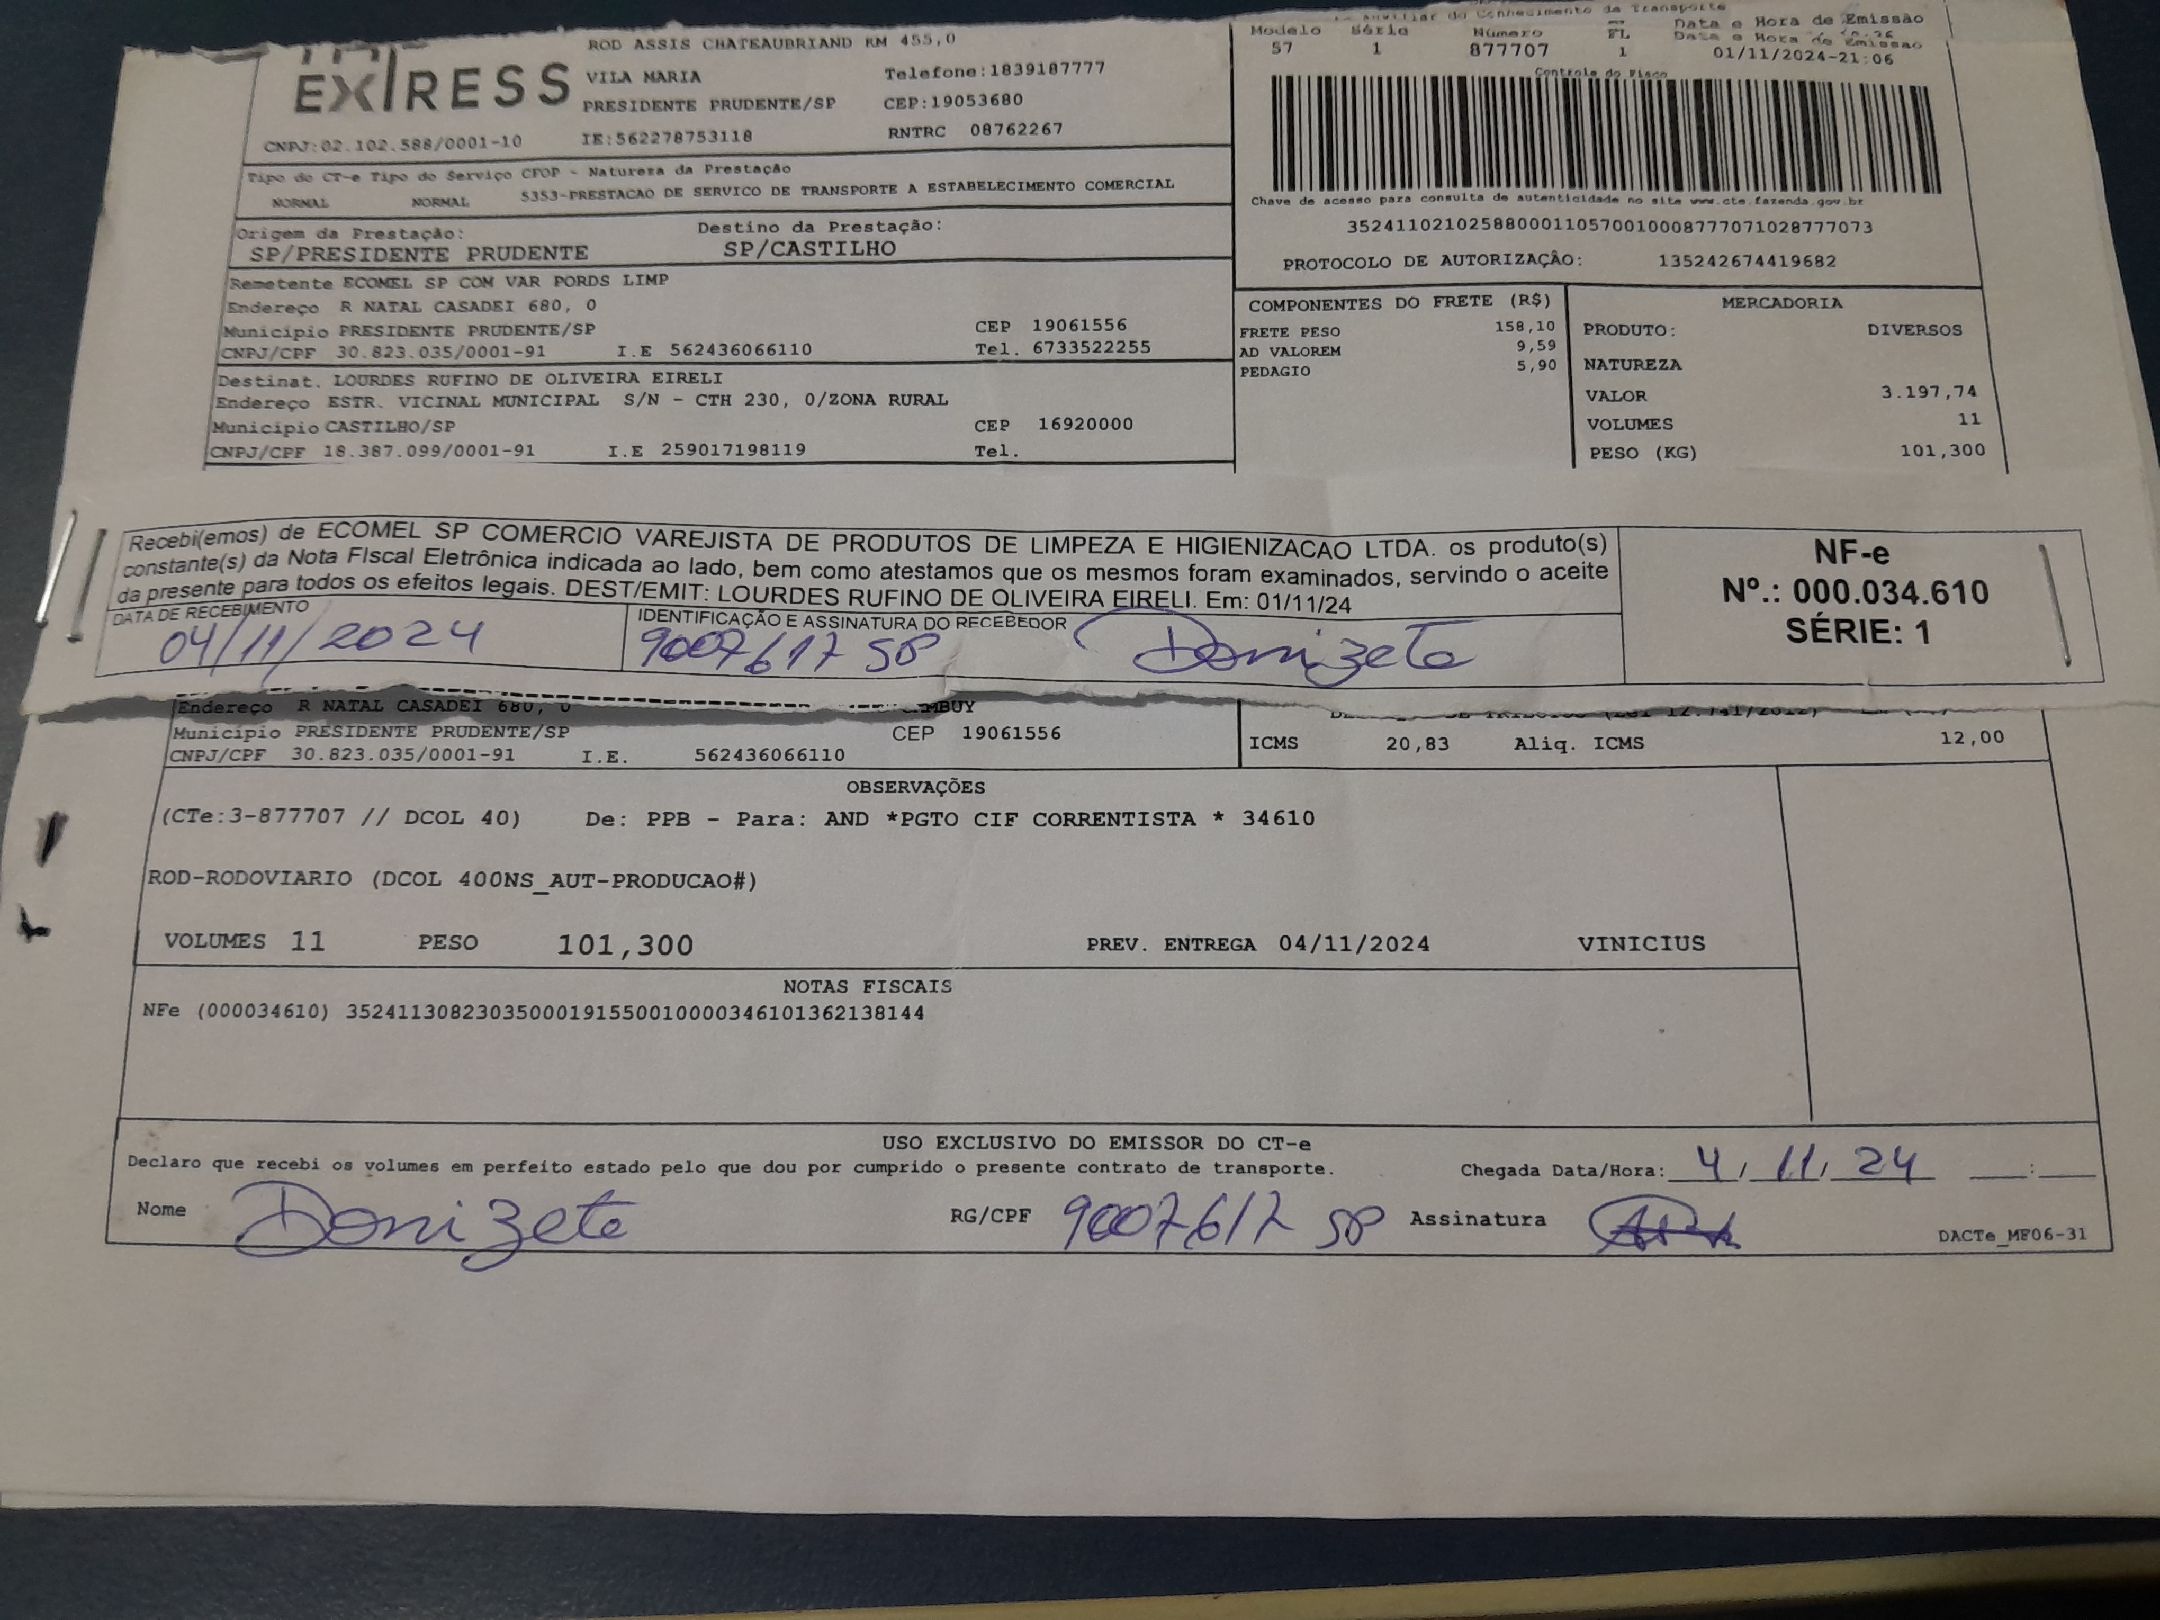 EXPRESS
ROD ASSIS CHATEAUBRIAND KM 455,0
VILA MARIA Telefone:1839187777
PRESIDENTE PRUDENTE/SP CEP:19053680
CNPJ:02.102.588/0001-10 IE:562278753118 RNTRC 08762267
Auxiliar do Conhecimento de Transporte
Modelo Série Número FL Data e Hora de Emissão
Data e Hora de Emissao
57 1 877707 1 01/11/2024-21:06
Controle do Fisco
Tipo do CT-e Tipo do Serviço CFOP - Natureza da Prestação
NORMAL NORMAL 5353-PRESTACAO DE SERVICO DE TRANSPORTE A ESTABELECIMENTO COMERCIAL
Chave de acesso para consulta de autenticidade no site www.cte.fazenda.gov.br
35241102102588000110570010008777071028777073
PROTOCOLO DE AUTORIZAÇÃO: 135242674419682
Origem da Prestação: Destino da Prestação:
SP/PRESIDENTE PRUDENTE SP/CASTILHO
Remetente ECOMEL SP COM VAR PORDS LIMP
Endereço R NATAL CASADEI 680, 0
Município PRESIDENTE PRUDENTE/SP CEP 19061556
CNPJ/CPF 30.823.035/0001-91 I.E 562436066110 Tel. 6733522255
Destinat. LOURDES RUFINO DE OLIVEIRA EIRELI
Endereço ESTR. VICINAL MUNICIPAL S/N - CTH 230, 0/ZONA RURAL
Município CASTILHO/SP CEP 16920000
CNPJ/CPF 18.387.099/0001-91 I.E 259017198119 Tel.
COMPONENTES DO FRETE (R$)
FRETE PESO 158,10
AD VALOREM 9,59
PEDAGIO 5,90
MERCADORIA
PRODUTO: DIVERSOS
NATUREZA
VALOR 3.197,74
VOLUMES 11
PESO (KG) 101,300
Recebi(emos) de ECOMEL SP COMERCIO VAREJISTA DE PRODUTOS DE LIMPEZA E HIGIENIZACAO LTDA. os produto(s)
constante(s) da Nota FIscal Eletrônica indicada ao lado, bem como atestamos que os mesmos foram examinados, servindo o aceite
da presente para todos os efeitos legais. DEST/EMIT: LOURDES RUFINO DE OLIVEIRA EIRELI. Em: 01/11/24
NF-e
Nº.: 000.034.610
SÉRIE: 1
DATA DE RECEBIMENTO IDENTIFICAÇÃO E ASSINATURA DO RECEBEDOR
04/11/2024 9007617 SP Donizete
Endereço R NATAL CASADEI 680, 0
Município PRESIDENTE PRUDENTE/SP CEP 19061556
CNPJ/CPF 30.823.035/0001-91 I.E. 562436066110
ICMS 20,83 Aliq. ICMS 12,00
OBSERVAÇÕES
(CTe:3-877707 // DCOL 40) De: PPB - Para: AND *PGTO CIF CORRENTISTA * 34610
ROD-RODOVIARIO (DCOL 400NS_AUT-PRODUCAO#)
VOLUMES 11 PESO 101,300 PREV. ENTREGA 04/11/2024 VINICIUS
NOTAS FISCAIS
NFe (000034610) 35241130823035000191550010000346101362138144
USO EXCLUSIVO DO EMISSOR DO CT-e
Declaro que recebi os volumes em perfeito estado pelo que dou por cumprido o presente contrato de transporte. Chegada Data/Hora: 4/11/24 __:__
Nome Donizete RG/CPF 9007617 SP Assinatura
DACTe_MF06-31